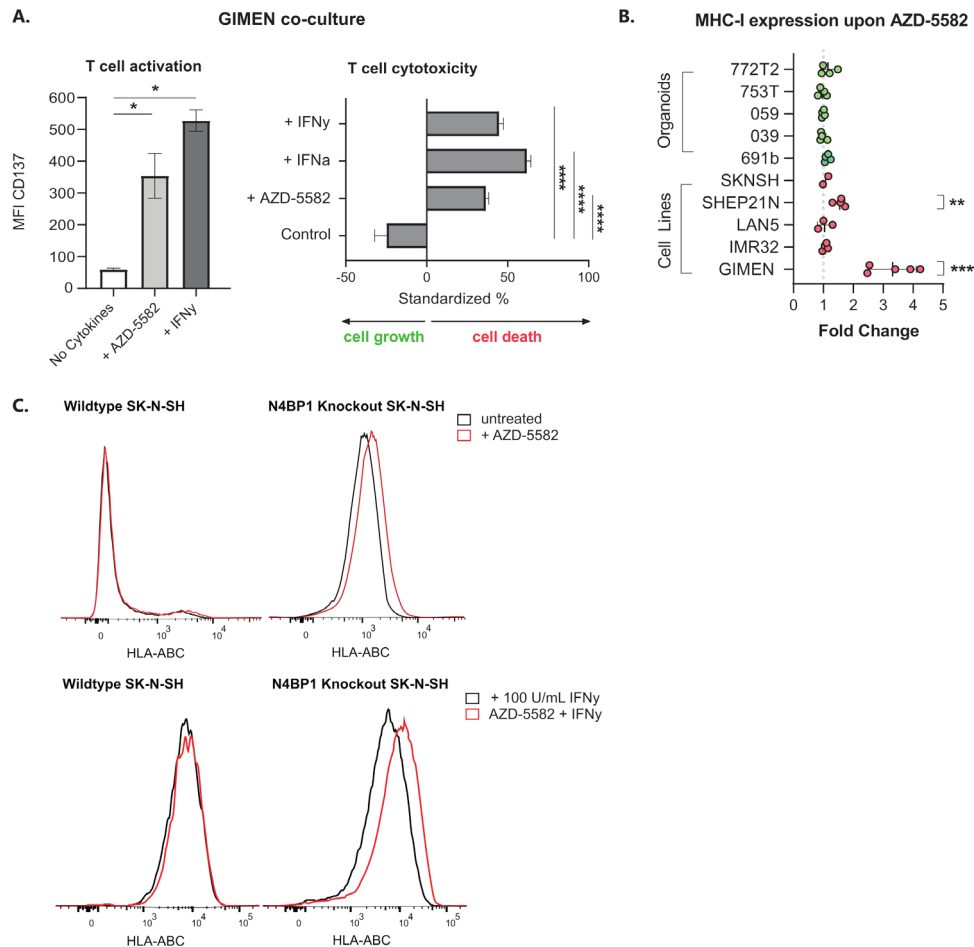 A.
GIMEN co-culture
T cell activation
MFI CD137
600
500
400
300
200
100
0
*
*
No Cytokines
+ AZD-5582
+ IFNy
T cell cytotoxicity
+ IFNy
+ IFNa
+ AZD-5582
Control
****
****
****
-50
0
50
100
Standardized %
cell growth
cell death
B.
MHC-I expression upon AZD-5582
Organoids
772T2
753T
059
039
691b
Cell Lines
SKNSH
SHEP21N
LAN5
IMR32
GIMEN
**
***
0
1
2
3
4
5
Fold Change
C.
Wildtype SK-N-SH
0
10³
10⁴
HLA-ABC
N4BP1 Knockout SK-N-SH
untreated
+ AZD-5582
0
10³
10⁴
HLA-ABC
Wildtype SK-N-SH
0
10³
10⁴
10⁵
HLA-ABC
N4BP1 Knockout SK-N-SH
+ 100 U/mL IFNy
AZD-5582 + IFNy
0
10³
10⁴
10⁵
HLA-ABC